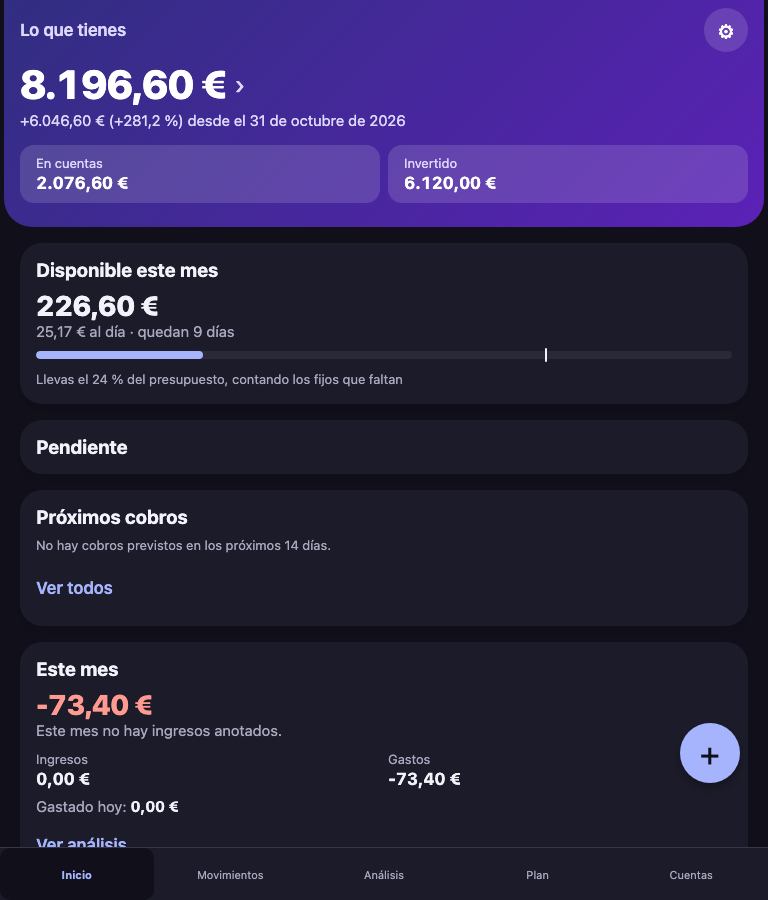 Lo que tienes
8.196,60 € ›
+6.046,60 € (+281,2 %) desde el 31 de octubre de 2026
En cuentas
2.076,60 €
Invertido
6.120,00 €
Disponible este mes
226,60 €
25,17 € al día · quedan 9 días
Llevas el 24 % del presupuesto, contando los fijos que faltan
Pendiente
Próximos cobros
No hay cobros previstos en los próximos 14 días.
Ver todos
Este mes
-73,40 €
Este mes no hay ingresos anotados.
Ingresos
0,00 €
Gastos
-73,40 €
Gastado hoy: 0,00 €
+
Ver análisis
Inicio
Movimientos
Análisis
Plan
Cuentas